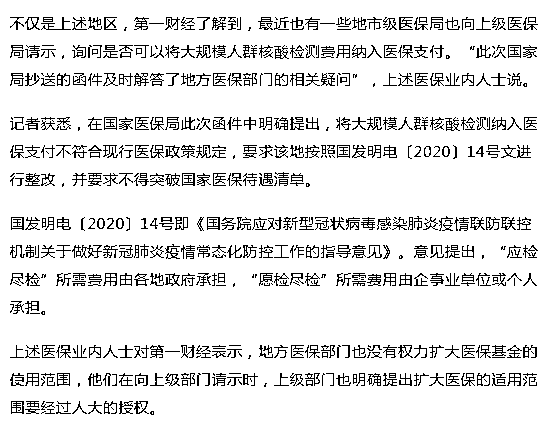 不仅是上述地区，第一财经了解到，最近也有一些地市级医保局也向上级医保
局请示，询问是否可以将大规模人群核酸检测费用纳入医保支付。“此次国家
局抄送的函件及时解答了地方医保部门的相关疑问”，上述医保业内人士说。
记者获悉，在国家医保局此次函件中明确提出，将大规模人群核酸检测纳入医
保支付不符合现行医保政策规定，要求该地按照国发明电〔2020〕14号文进
行整改，并要求不得突破国家医保待遇清单。
国发明电〔2020〕14号即《国务院应对新型冠状病毒感染肺炎疫情联防联控
机制关于做好新冠肺炎疫情常态化防控工作的指导意见》。意见提出，“应检
尽检”所需费用由各地政府承担，“愿检尽检”所需费用由企事业单位或个人
承担。
上述医保业内人士对第一财经表示，地方医保部门也没有权力扩大医保基金的
使用范围，他们在向上级部门请示时，上级部门也明确提出扩大医保的适用范
围要经过人大的授权。